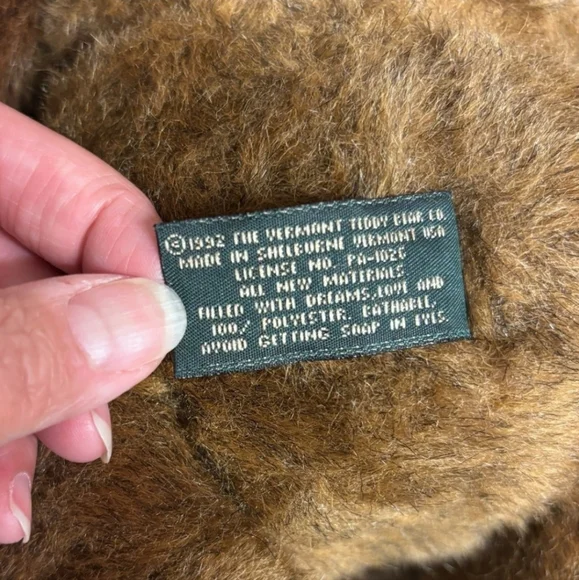 ©1992 THE VERMONT TEDDY BEAR CO.
MADE IN SHELBURNE VERMONT USA
LICENSE NO. PA-1026
ALL NEW MATERIALS
FILLED WITH DREAMS, LOVE AND
100% POLYESTER. BATHABLE,
AVOID GETTING SOAP IN EYES.